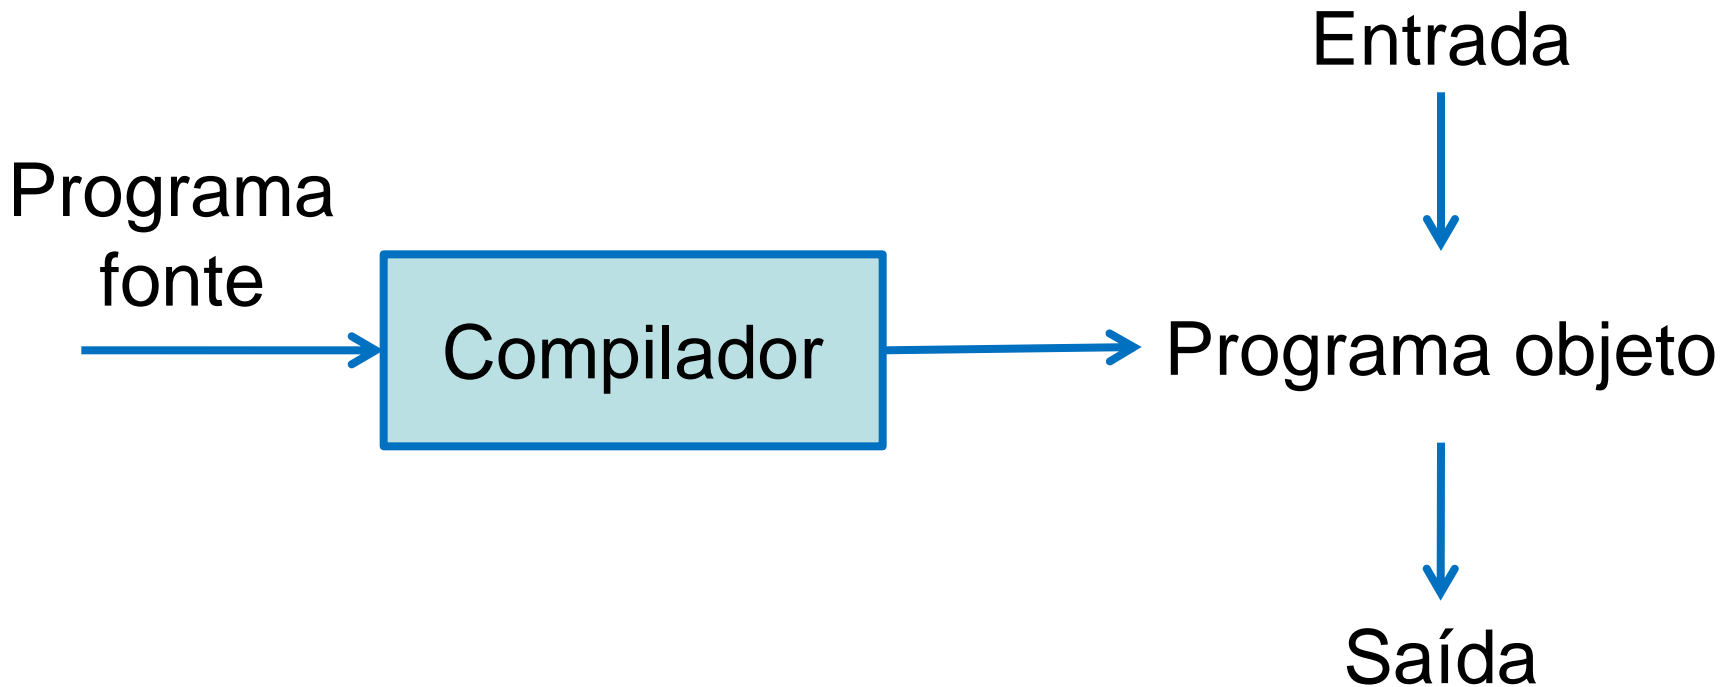 Entrada
Programa
fonte
Compilador
Programa objeto
Saída